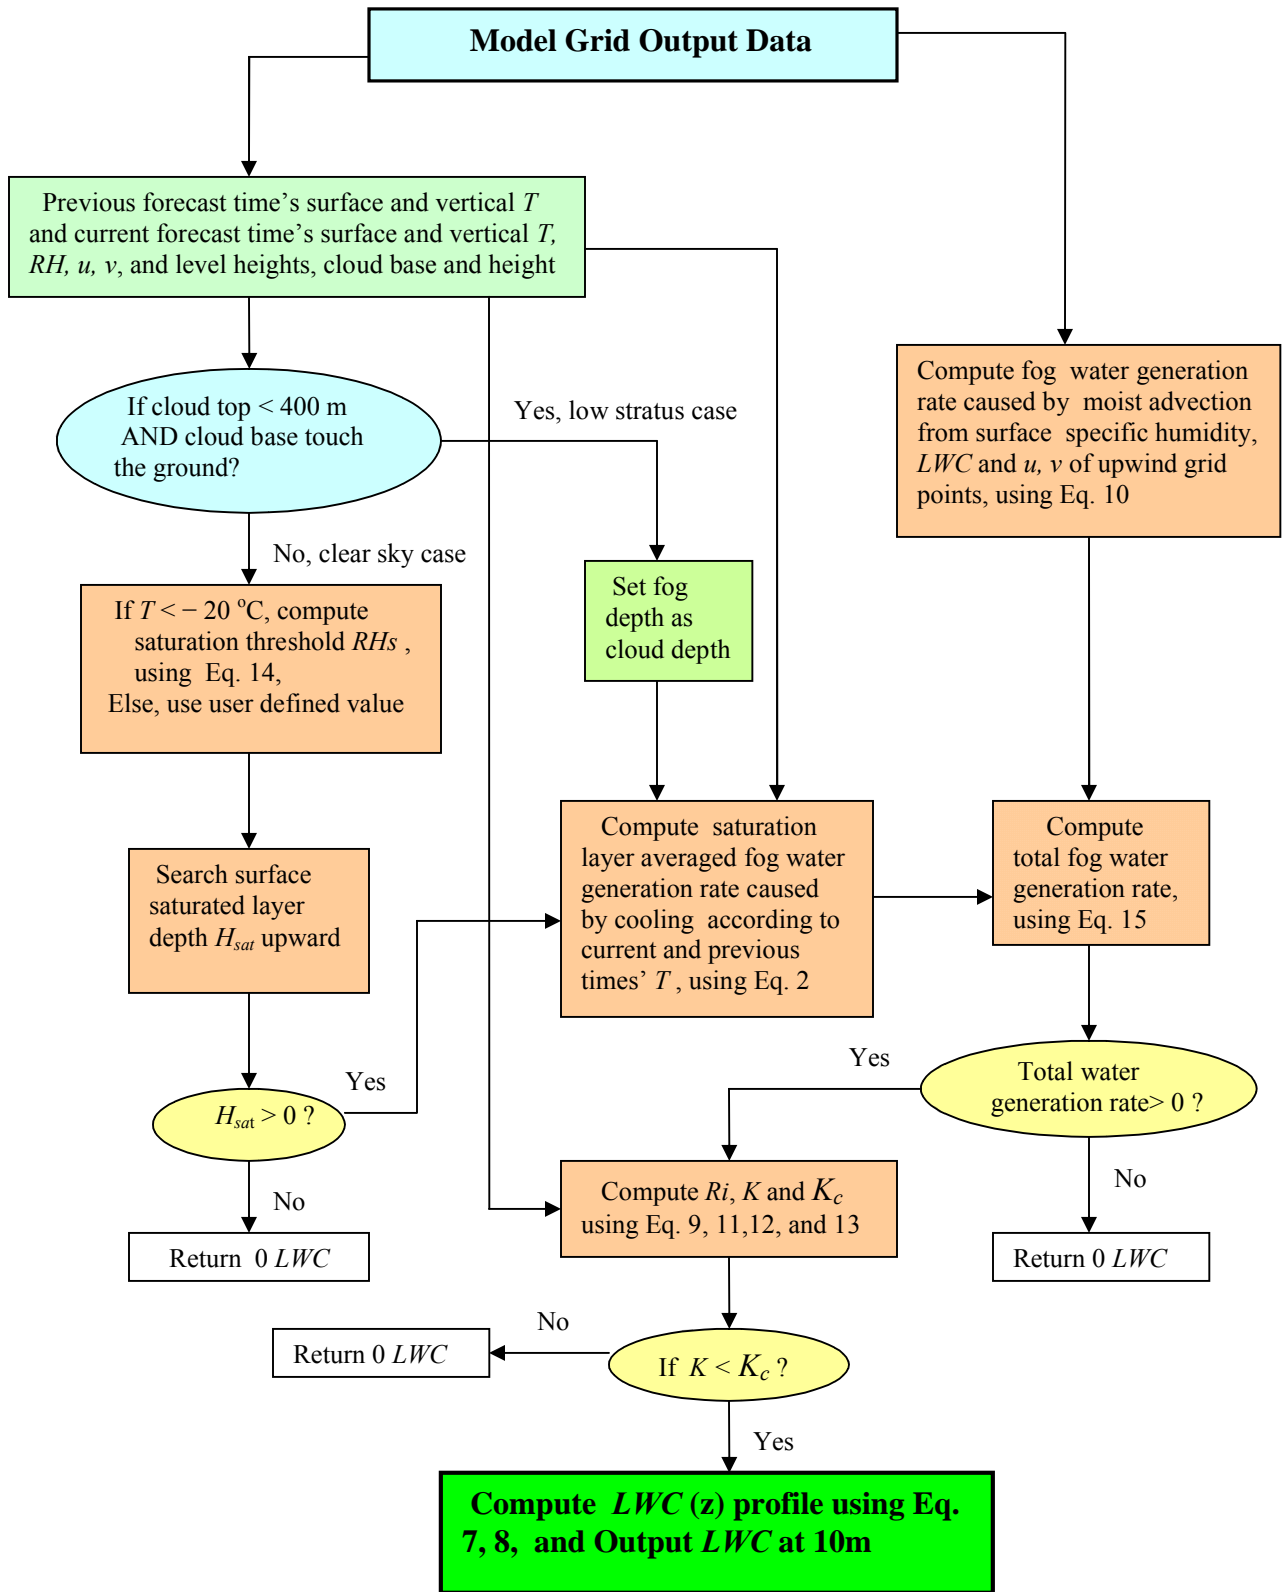 Model Grid Output Data
Previous forecast time’s surface and vertical T
and current forecast time’s surface and vertical T,
RH, u, v, and level heights, cloud base and height
If cloud top < 400 m
AND cloud base touch
the ground?
Yes, low stratus case
Compute fog water generation
rate caused by moist advection
from surface specific humidity,
LWC and u, v of upwind grid
points, using Eq. 10
No, clear sky case
If T < − 20 °C, compute
saturation threshold RHs ,
using Eq. 14,
Else, use user defined value
Set fog
depth as
cloud depth
Search surface
saturated layer
depth Hsat upward
Compute saturation
layer averaged fog water
generation rate caused
by cooling according to
current and previous
times’ T , using Eq. 2
Compute
total fog water
generation rate,
using Eq. 15
Hsat > 0 ?
Yes
No
Return 0 LWC
Total water
generation rate> 0 ?
Yes
No
Return 0 LWC
Compute Ri, K and Kc
using Eq. 9, 11,12, and 13
If K < Kc ?
No
Return 0 LWC
Yes
Compute LWC (z) profile using Eq.
7, 8, and Output LWC at 10m